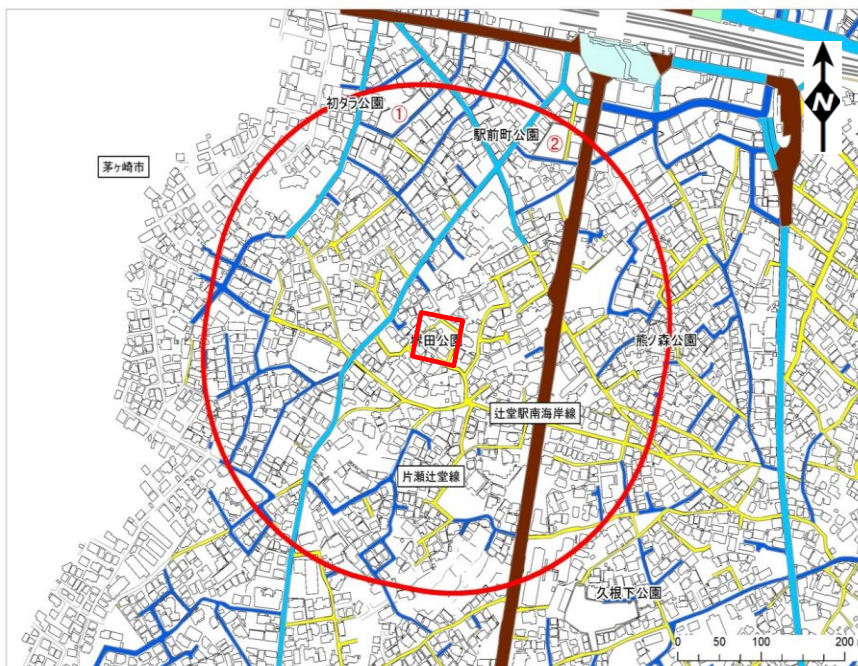 初タラ公園
①
駅前町公園
②
N
茅ヶ崎市
田公園
熊ノ森公園
辻堂駅南海岸線
片瀬辻堂線
久根下公園
0 50 100 200